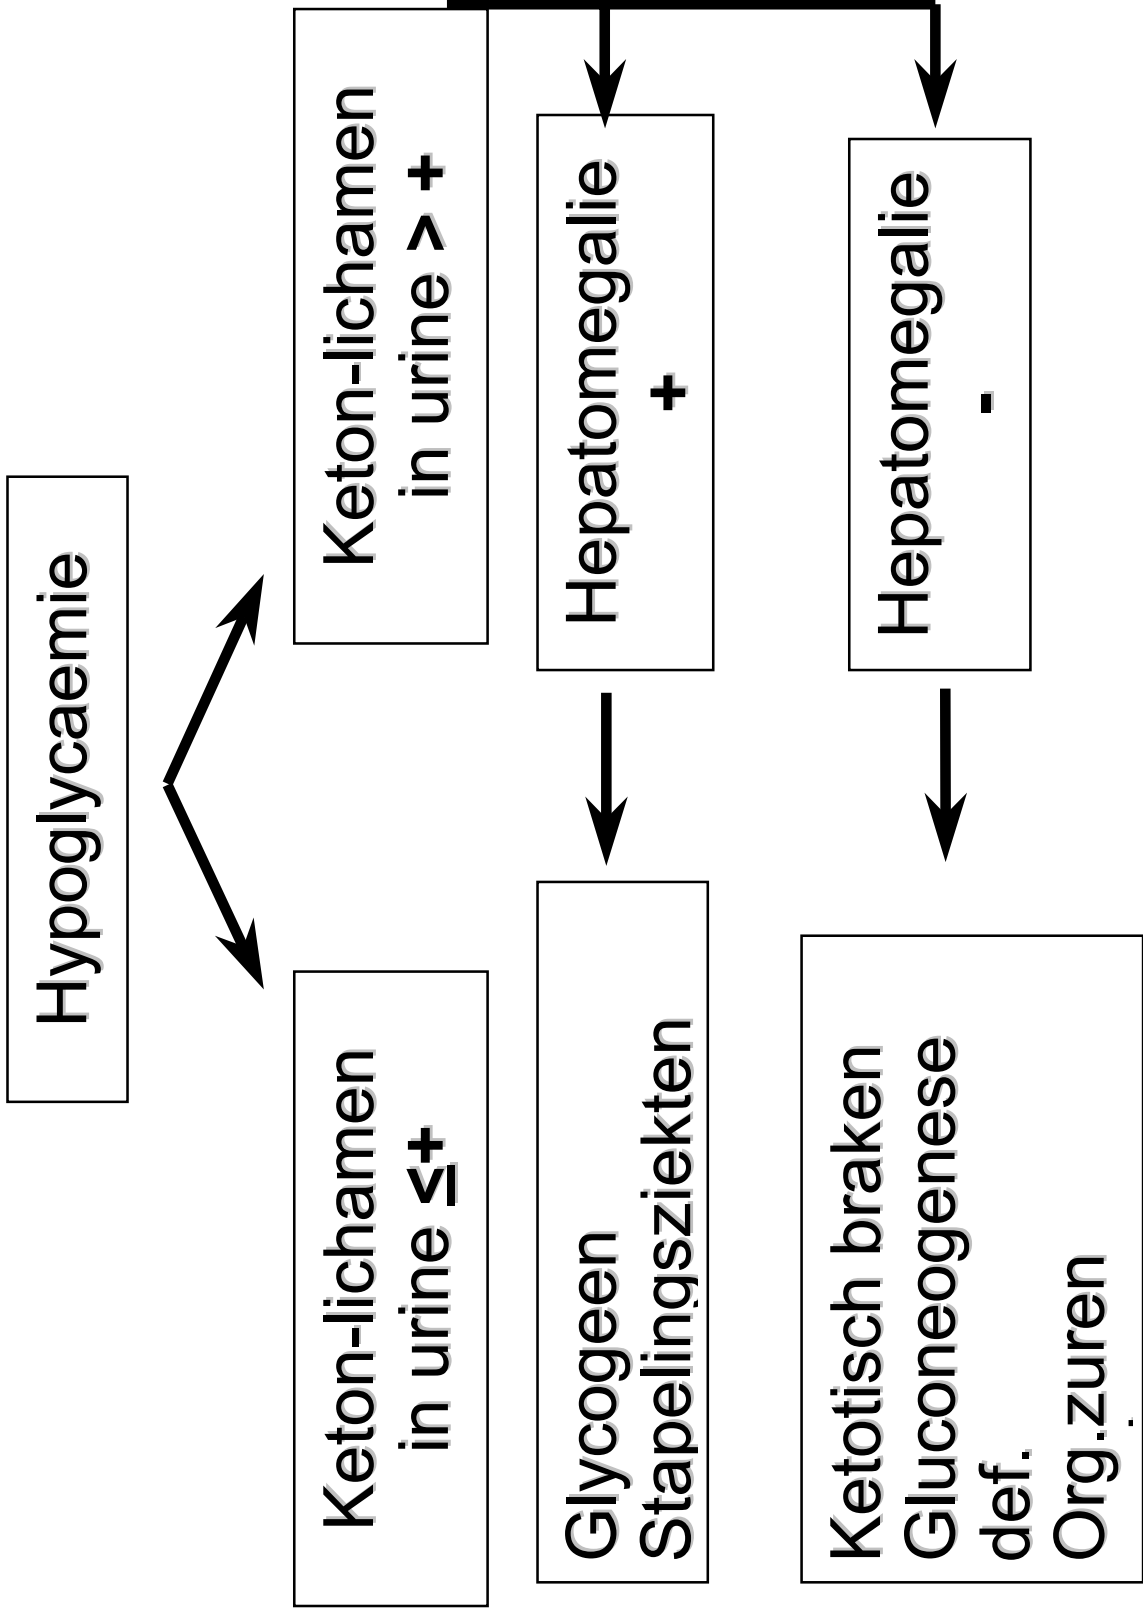 Hypoglycaemie
Keton-lichamen
in urine ≤+
Keton-lichamen
in urine > +
Glycogeen
Stapelingsziekten
Hepatomegalie
+
Ketotisch braken
Gluconeogenese
def.
Org.zuren
Hepatomegalie
-